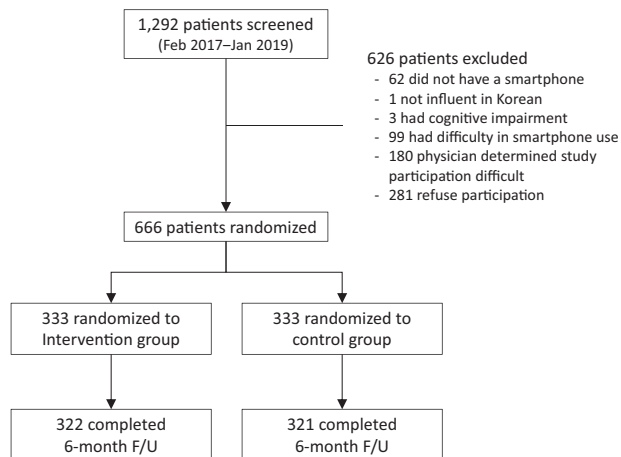 1,292 patients screened
(Feb 2017–Jan 2019)
626 patients excluded
- 62 did not have a smartphone
- 1 not influent in Korean
- 3 had cognitive impairment
- 99 had difficulty in smartphone use
- 180 physician determined study
participation difficult
- 281 refuse participation
666 patients randomized
333 randomized to
Intervention group
333 randomized to
control group
322 completed
6-month F/U
321 completed
6-month F/U